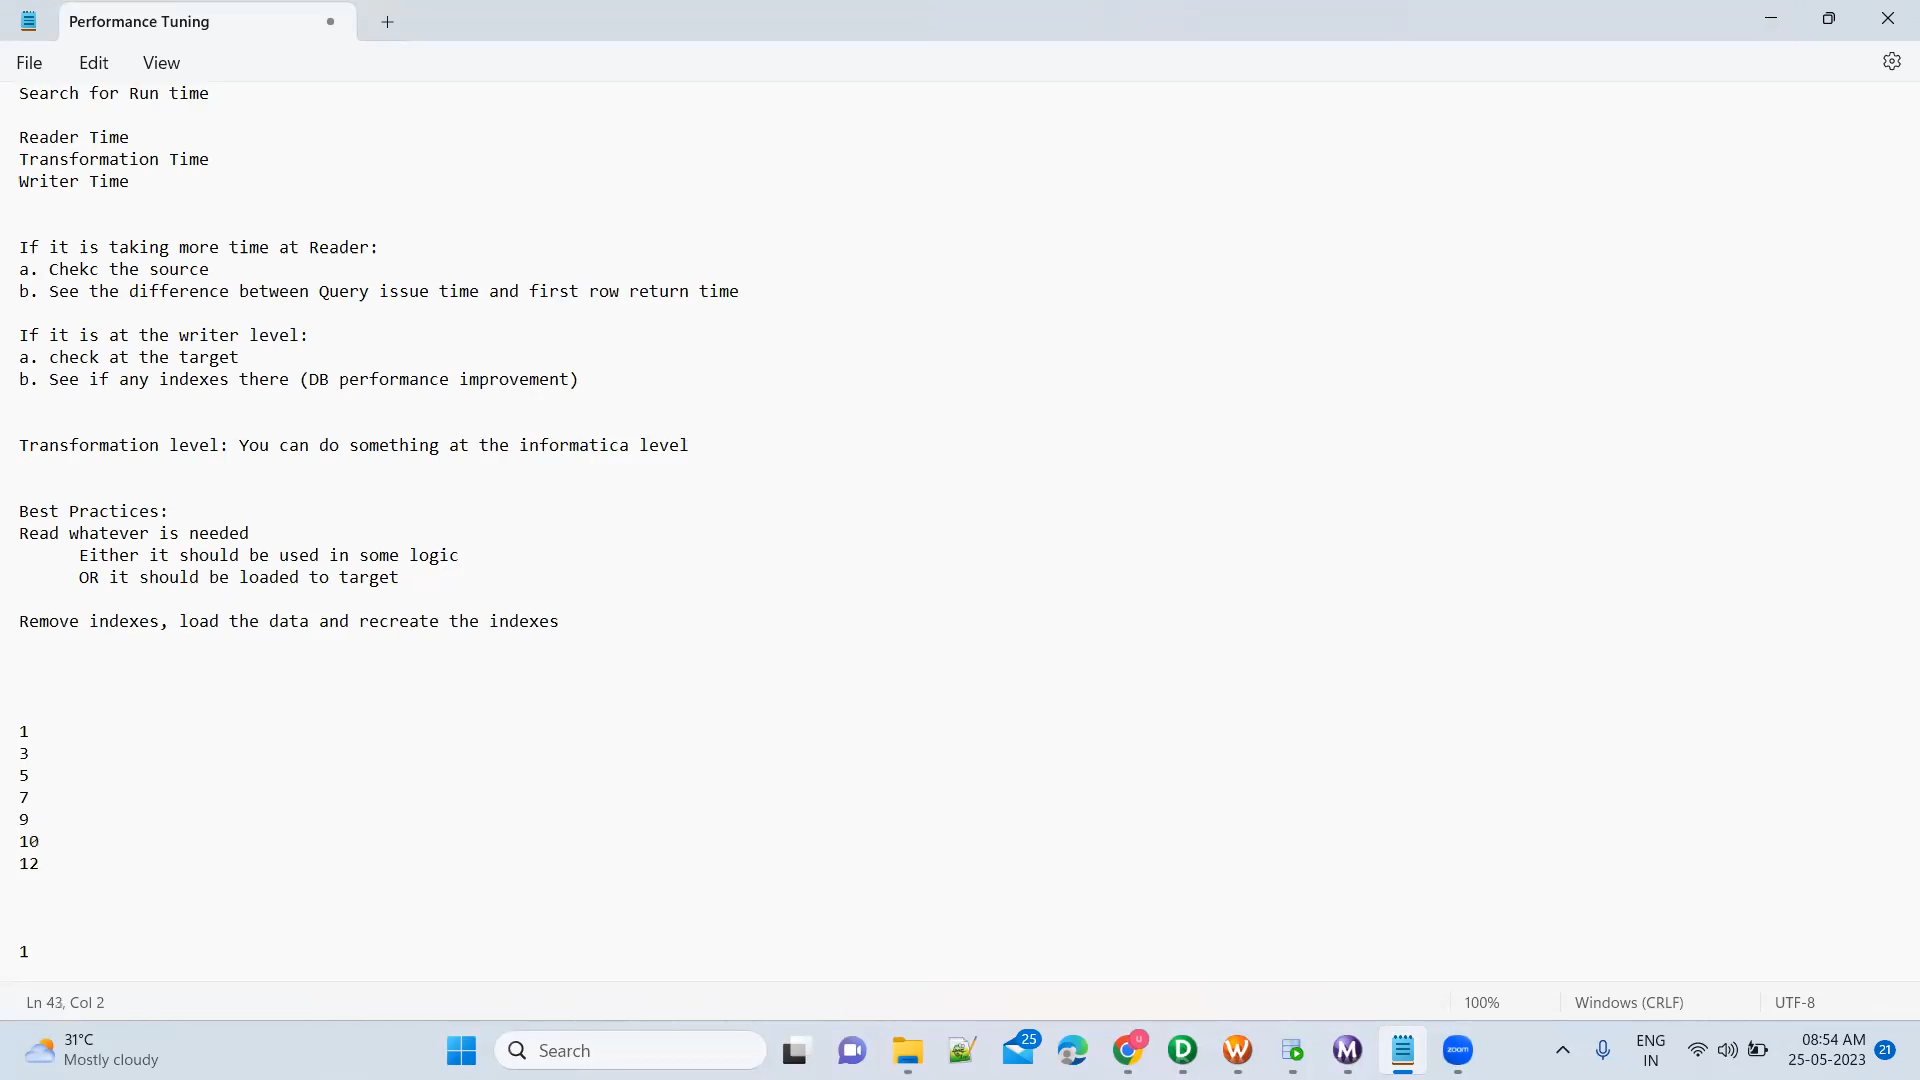 Performance Tuning
File Edit View
Search for Run time
Reader Time
Transformation Time
Writer Time
If it is taking more time at Reader:
a. Chekc the source
b. See the difference between Query issue time and first row return time
If it is at the writer level:
a. check at the target
b. See if any indexes there (DB performance improvement)
Transformation level: You can do something at the informatica level
Best Practices:
Read whatever is needed
Either it should be used in some logic
OR it should be loaded to target
Remove indexes, load the data and recreate the indexes
1
3
5
7
9
10
12
1
Ln 43, Col 2
100%
Windows (CRLF)
UTF-8
31°C
Mostly cloudy
Search
25
U
D
W
M
zoom
ENG
IN
08:54 AM
25-05-2023
21